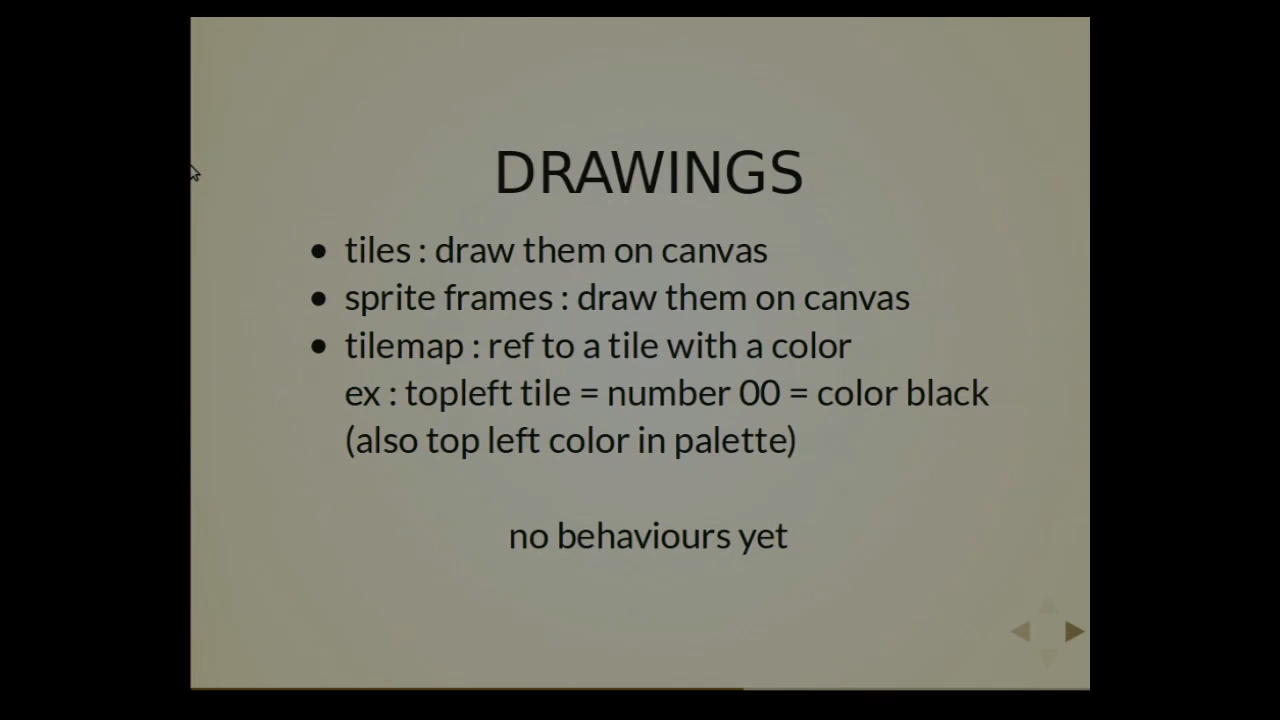 DRAWINGS
• tiles : draw them on canvas
• sprite frames : draw them on canvas
• tilemap : ref to a tile with a color
ex : topleft tile = number 00 = color black
(also top left color in palette)
no behaviours yet